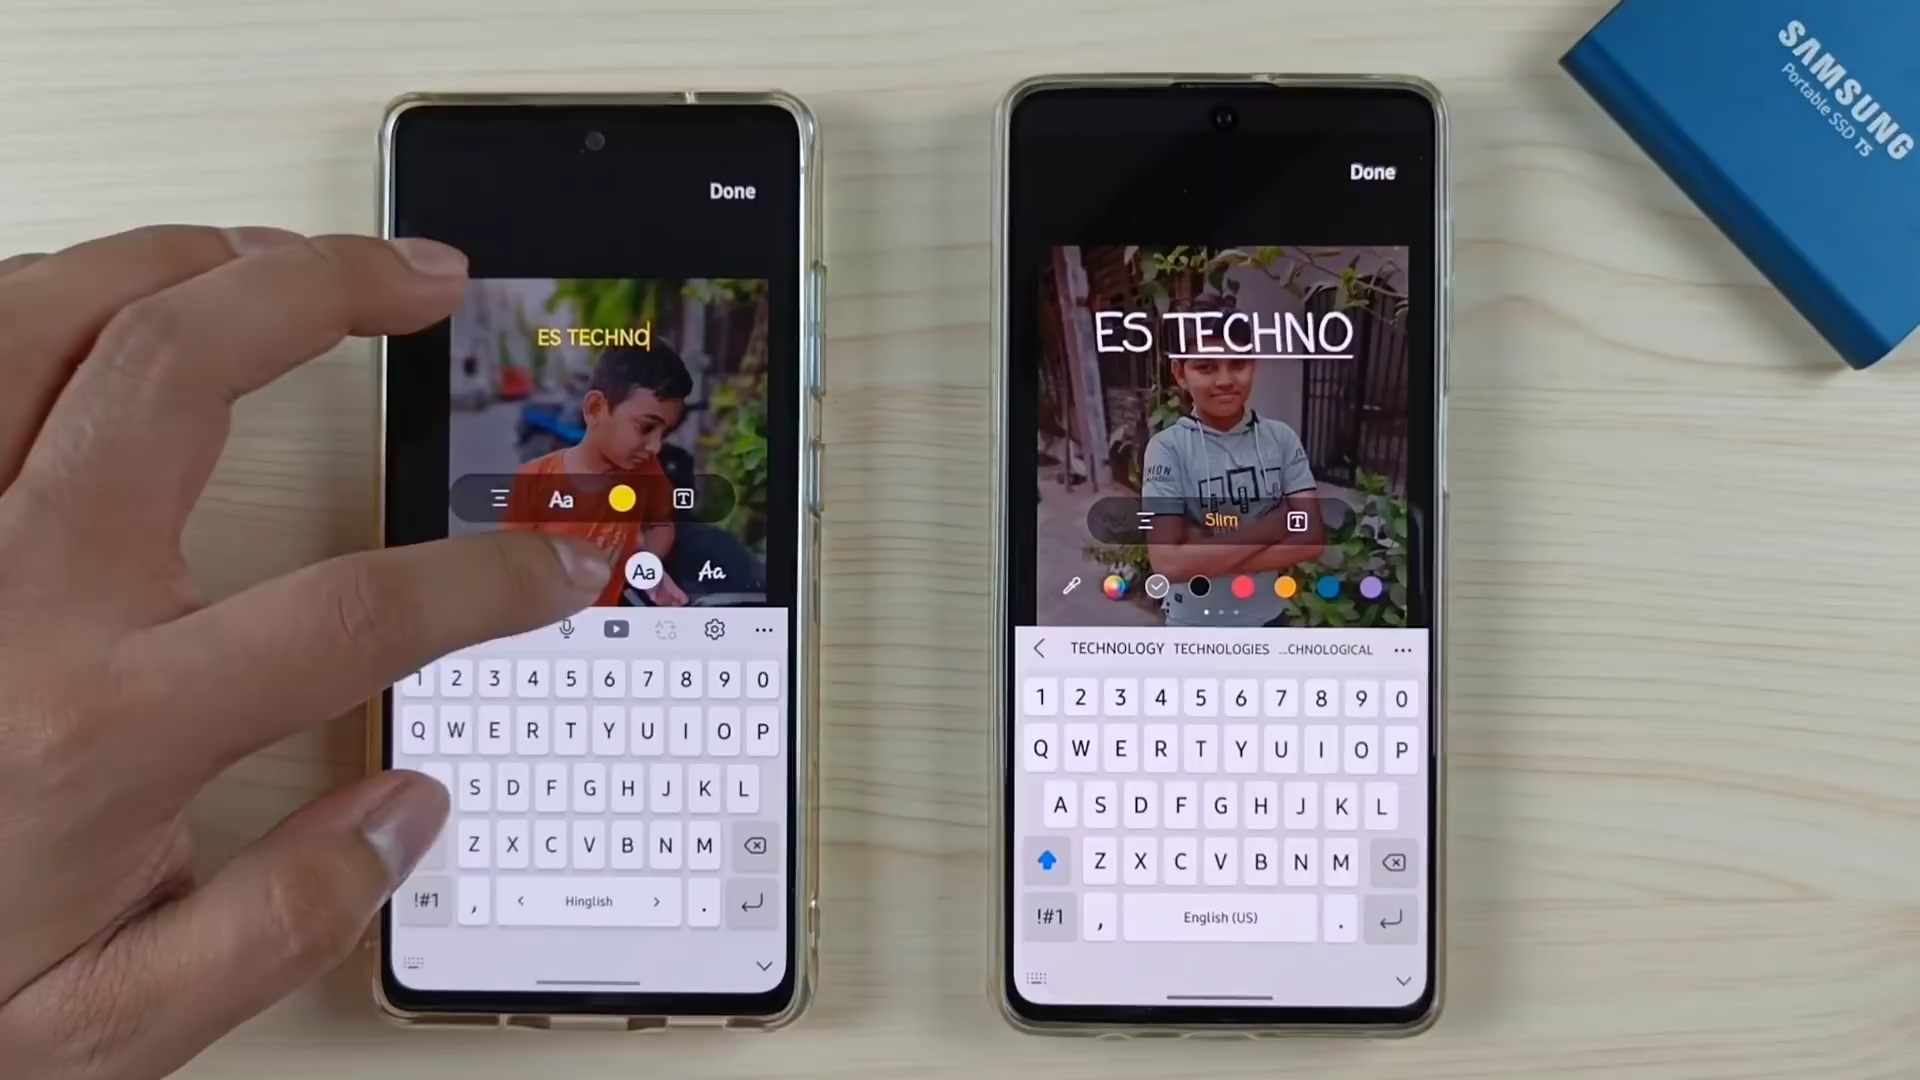 SAMSUNG
Portable SSD T5
Done
ES TECHNO
Aa
Aa
Aa
1 2 3 4 5 6 7 8 9 0
Q W E R T Y U I O P
S D F G H J K L
Z X C V B N M
!#1 , < Hinglish > .
Done
ES TECHNO
Slim
TECHNOLOGY TECHNOLOGIES ...CHNOLOGICAL
1 2 3 4 5 6 7 8 9 0
Q W E R T Y U I O P
A S D F G H J K L
Z X C V B N M
!#1 , English (US) .